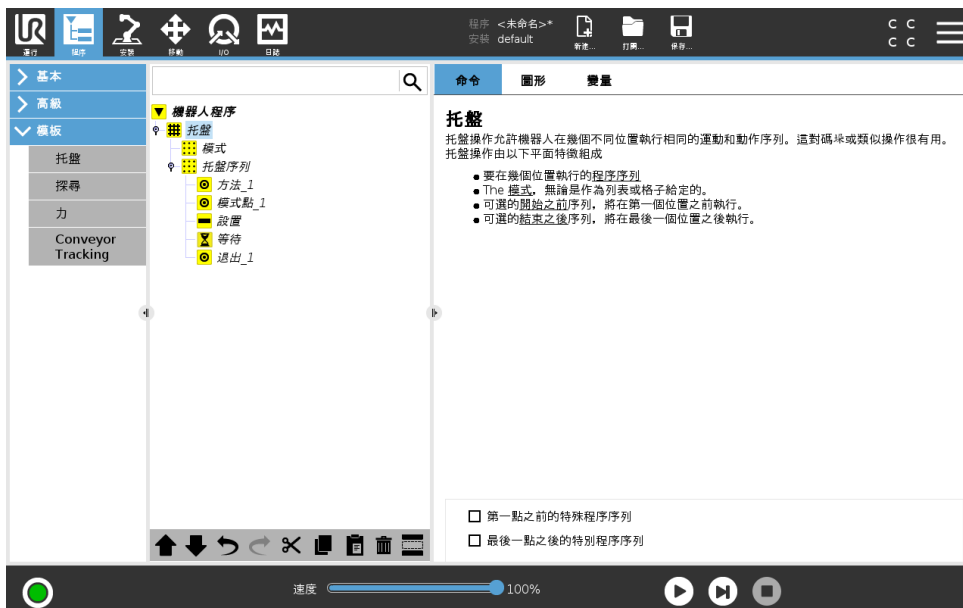 程序 <未命名>*
安裝 default
運行
程序
安裝
移動
I/O
日誌
新建...
打開...
保存...
C C
C C
基本
高級
模板
托盤
探尋
力
Conveyor
Tracking
機器人程序
托盤
模式
托盤序列
方法_1
模式點_1
設置
等待
退出_1
命令
圖形
變量
托盤
托盤操作允許機器人在幾個不同位置執行相同的運動和動作序列。這對碼垛或類似操作很有用。
托盤操作由以下平面特徵組成
要在幾個位置執行的程序序列
The 模式，無論是作為列表或格子給定的。
可選的開始之前序列，將在第一個位置之前執行。
可選的結束之後序列，將在最後一個位置之後執行。
第一點之前的特殊程序序列
最後一點之後的特別程序序列
速度
100%